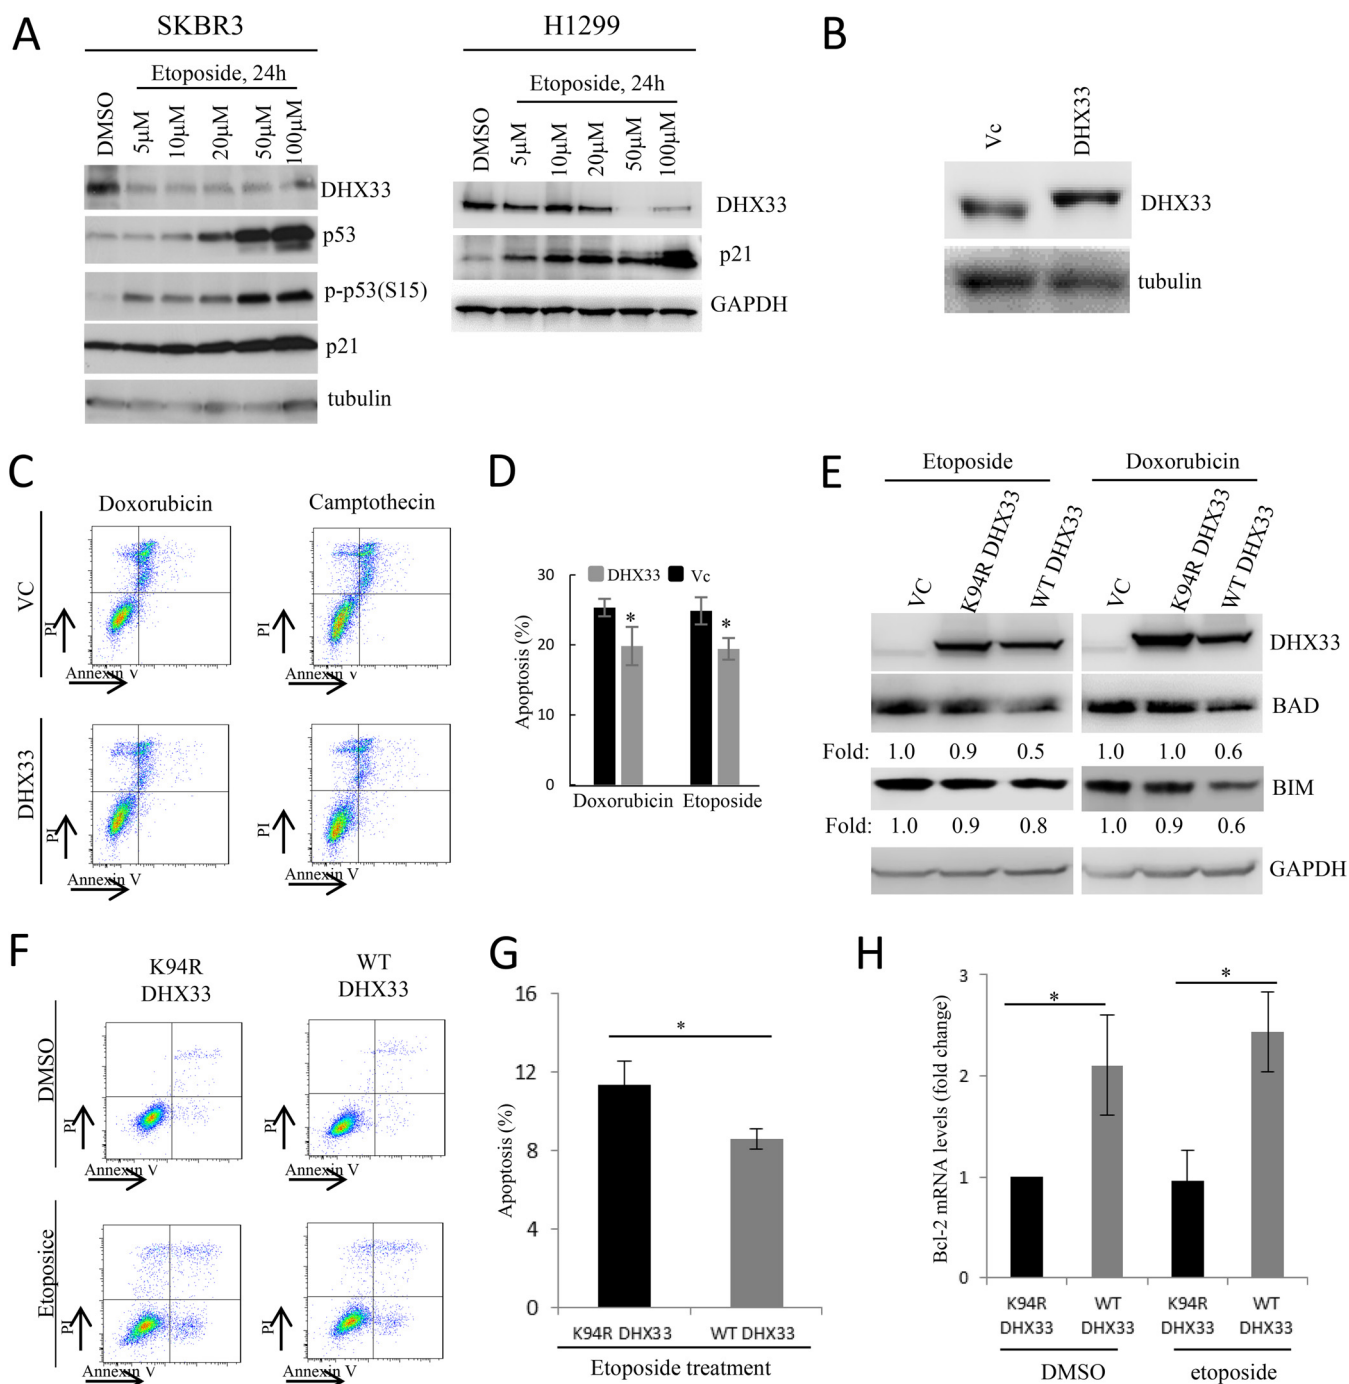 A
SKBR3
Etoposide, 24h
DMSO
5μM
10μM
20μM
50μM
100μM
DHX33
p53
p-p53(S15)
p21
tubulin
H1299
Etoposide, 24h
DMSO
5μM
10μM
20μM
50μM
100μM
DHX33
p21
GAPDH
B
Vc
DHX33
DHX33
tubulin
C
Doxorubicin
Camptothecin
VC
PI
Annexin V
PI
Annexin V
DHX33
PI
Annexin V
PI
Annexin V
D
DHX33 Vc
Apoptosis (%)
30
20
10
0
* *
Doxorubicin Etoposide
E
Etoposide
Doxorubicin
VC
K94R DHX33
WT DHX33
VC
K94R DHX33
WT DHX33
DHX33
BAD
Fold: 1.0 0.9 0.5 1.0 1.0 0.6
BIM
Fold: 1.0 0.9 0.8 1.0 0.9 0.6
GAPDH
F
K94R
DHX33
WT
DHX33
DMSO
PI
Annexin V
PI
Annexin V
Etoposice
PI
Annexin V
PI
Annexin V
G
Apoptosis (%)
16
12
8
4
0
*
K94R DHX33 WT DHX33
Etoposide treatment
H
Bcl-2 mRNA levels (fold change)
3
2
1
0
* *
K94R WT K94R WT
DHX33 DHX33 DHX33 DHX33
DMSO etoposide